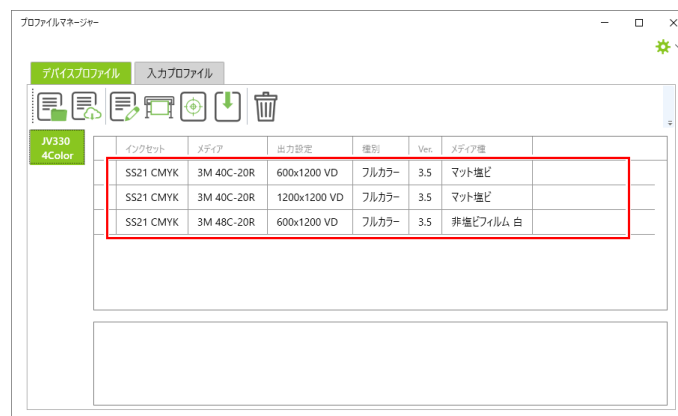 プロファイルマネージャー
デバイスプロファイル 入力プロファイル
JV330
4Color
インクセット メディア 出力設定 種別 Ver. メディア種
SS21 CMYK 3M 40C-20R 600x1200 VD フルカラー 3.5 マット塩ビ
SS21 CMYK 3M 40C-20R 1200x1200 VD フルカラー 3.5 マット塩ビ
SS21 CMYK 3M 48C-20R 600x1200 VD フルカラー 3.5 非塩ビフィルム 白